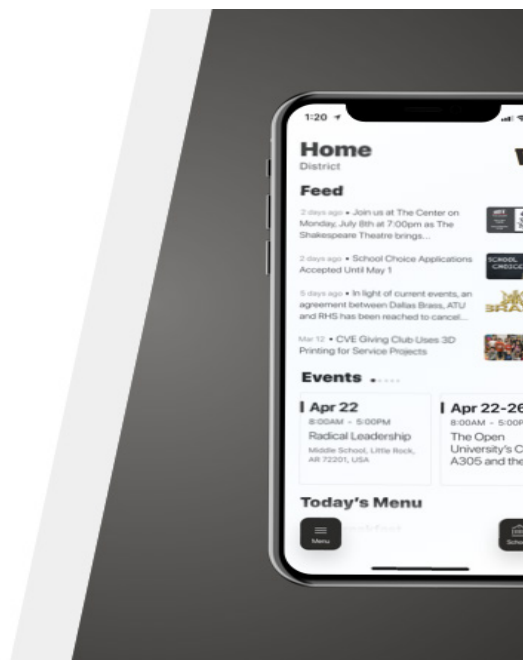 1:20
Home
District
Feed
2 days ago • Join us at The Center on
Monday, July 8th at 7:00pm as The
Shakespeare Theatre brings...
2 days ago • School Choice Applications
Accepted Until May 1
SCHOOL
CHOICE
5 days ago • In light of current events, an
agreement between Dallas Brass, ATU
and RHS has been reached to cancel...
Mar 12 • CVE Giving Club Uses 3D
Printing for Service Projects
Events
Apr 22
8:00AM - 5:00PM
Radical Leadership
Middle School, Little Rock,
AR 72201, USA
Apr 22-26
8:00AM - 5:00P
The Open
University's C
A305 and the
Today's Menu
Breakfast
Menu
Schoo